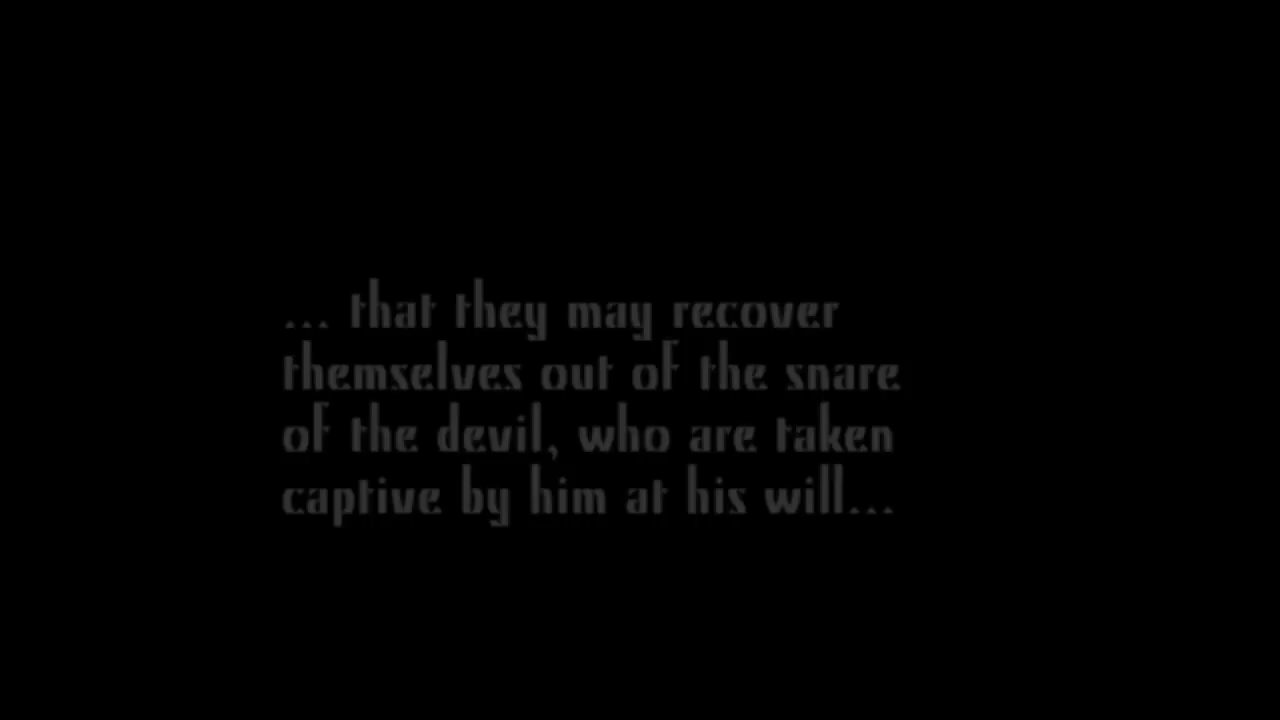 ... that they may recover
themselves out of the snare
of the devil, who are taken
captive by him at his will...